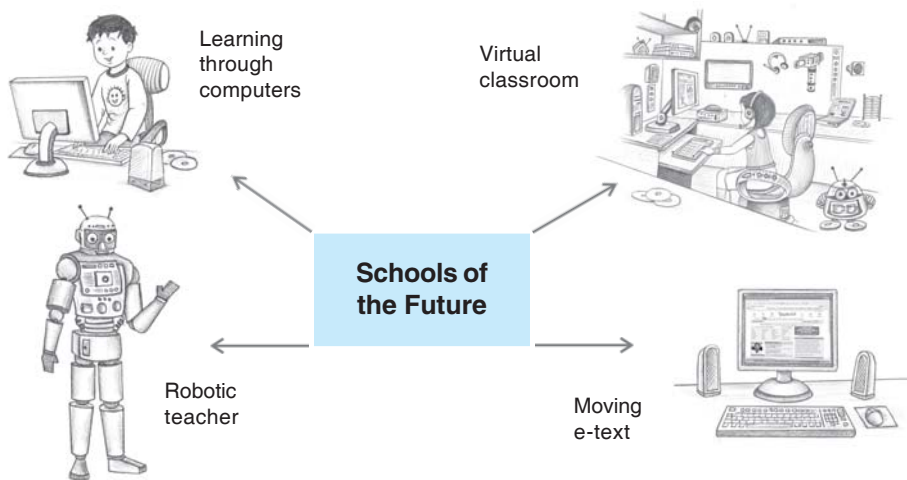 Learning
through
computers
Virtual
classroom
Schools of
the Future
Robotic
teacher
Moving
e-text